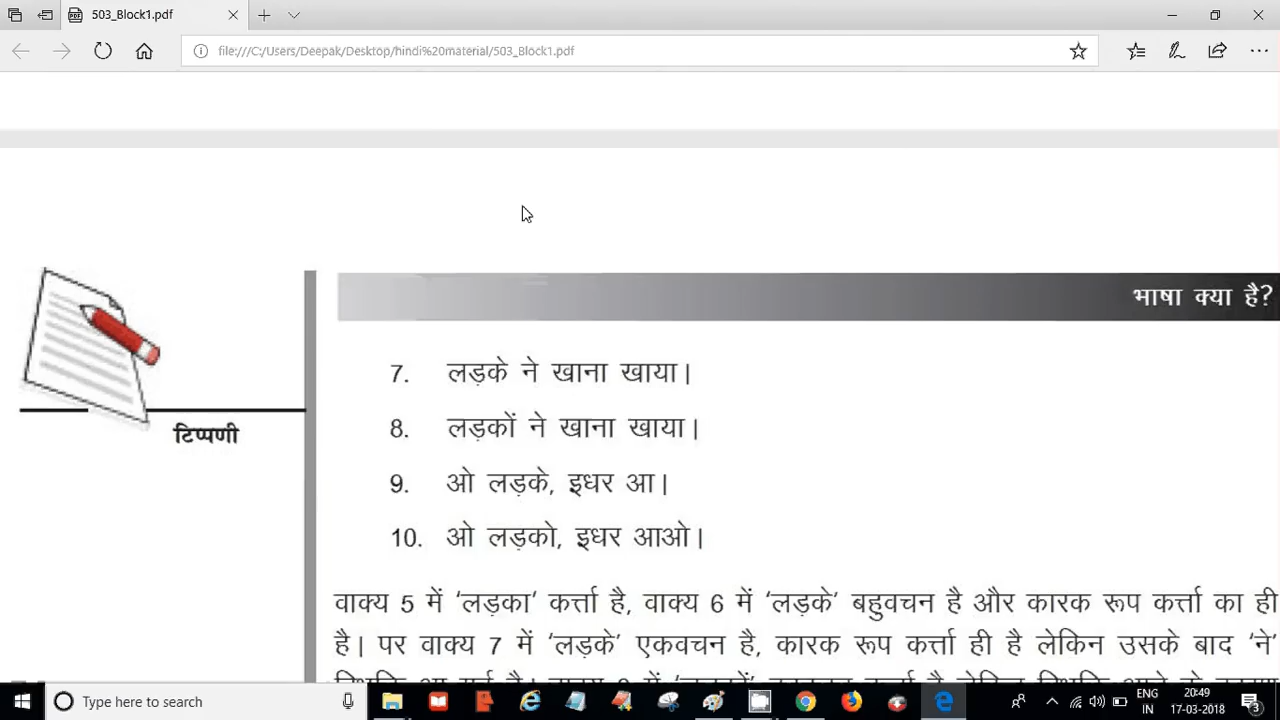 503_Block1.pdf
file:///C:/Users/Deepak/Desktop/hindi%20material/503_Block1.pdf
भाषा क्या है?
7. लड़के ने खाना खाया।
8. लड़कों ने खाना खाया।
टिप्पणी
9. ओ लड़के, इधर आ।
10. ओ लड़को, इधर आओ।
वाक्य 5 में ‘लड़का’ कर्त्ता है, वाक्य 6 में ‘लड़के’ बहुवचन है और कारक रूप कर्त्ता का ही
है। पर वाक्य 7 में ‘लड़के’ एकवचन है, कारक रूप कर्त्ता ही है लेकिन उसके बाद ‘ने’
Type here to search
ENG 20:49
IN 17-03-2018 3